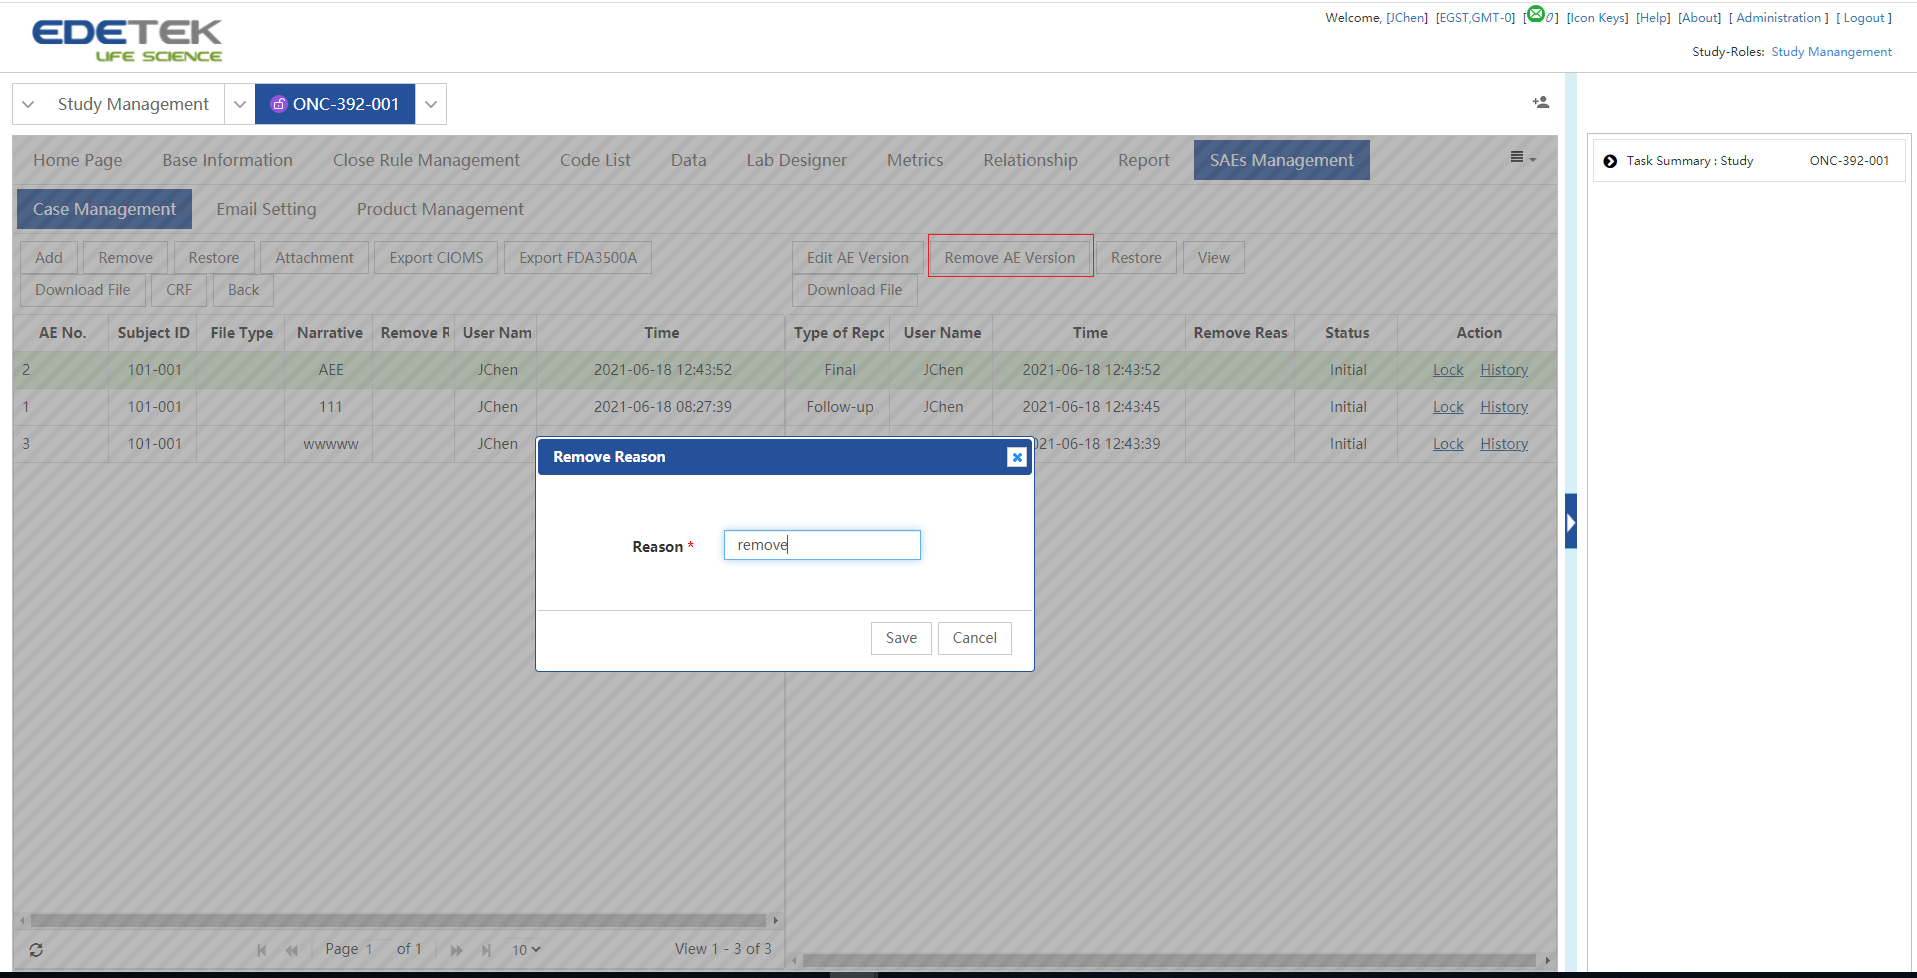 EDETEK
LIFE SCIENCE
Welcome, [JChen] [EGST,GMT-0] [ 0 ] [Icon Keys] [Help] [About] [ Administration ] [ Logout ]
Study-Roles: Study Manangement
Study Management ONC-392-001
Home Page Base Information Close Rule Management Code List Data Lab Designer Metrics Relationship Report SAEs Management
Case Management Email Setting Product Management
Add Remove Restore Attachment Export CIOMS Export FDA3500A
Download File CRF Back
Edit AE Version Remove AE Version Restore View
Download File
AE No. Subject ID File Type Narrative Remove R User Nam Time
2 101-001 AEE JChen 2021-06-18 12:43:52
1 101-001 111 JChen 2021-06-18 08:27:39
3 101-001 wwwww JChen
Type of Repo User Name Time Remove Reas Status Action
Final JChen 2021-06-18 12:43:52 Initial Lock History
Follow-up JChen 2021-06-18 12:43:45 Initial Lock History
021-06-18 12:43:39 Initial Lock History
Remove Reason
Reason * remove
Save Cancel
Page 1 of 1 10 View 1 - 3 of 3
Task Summary : Study ONC-392-001